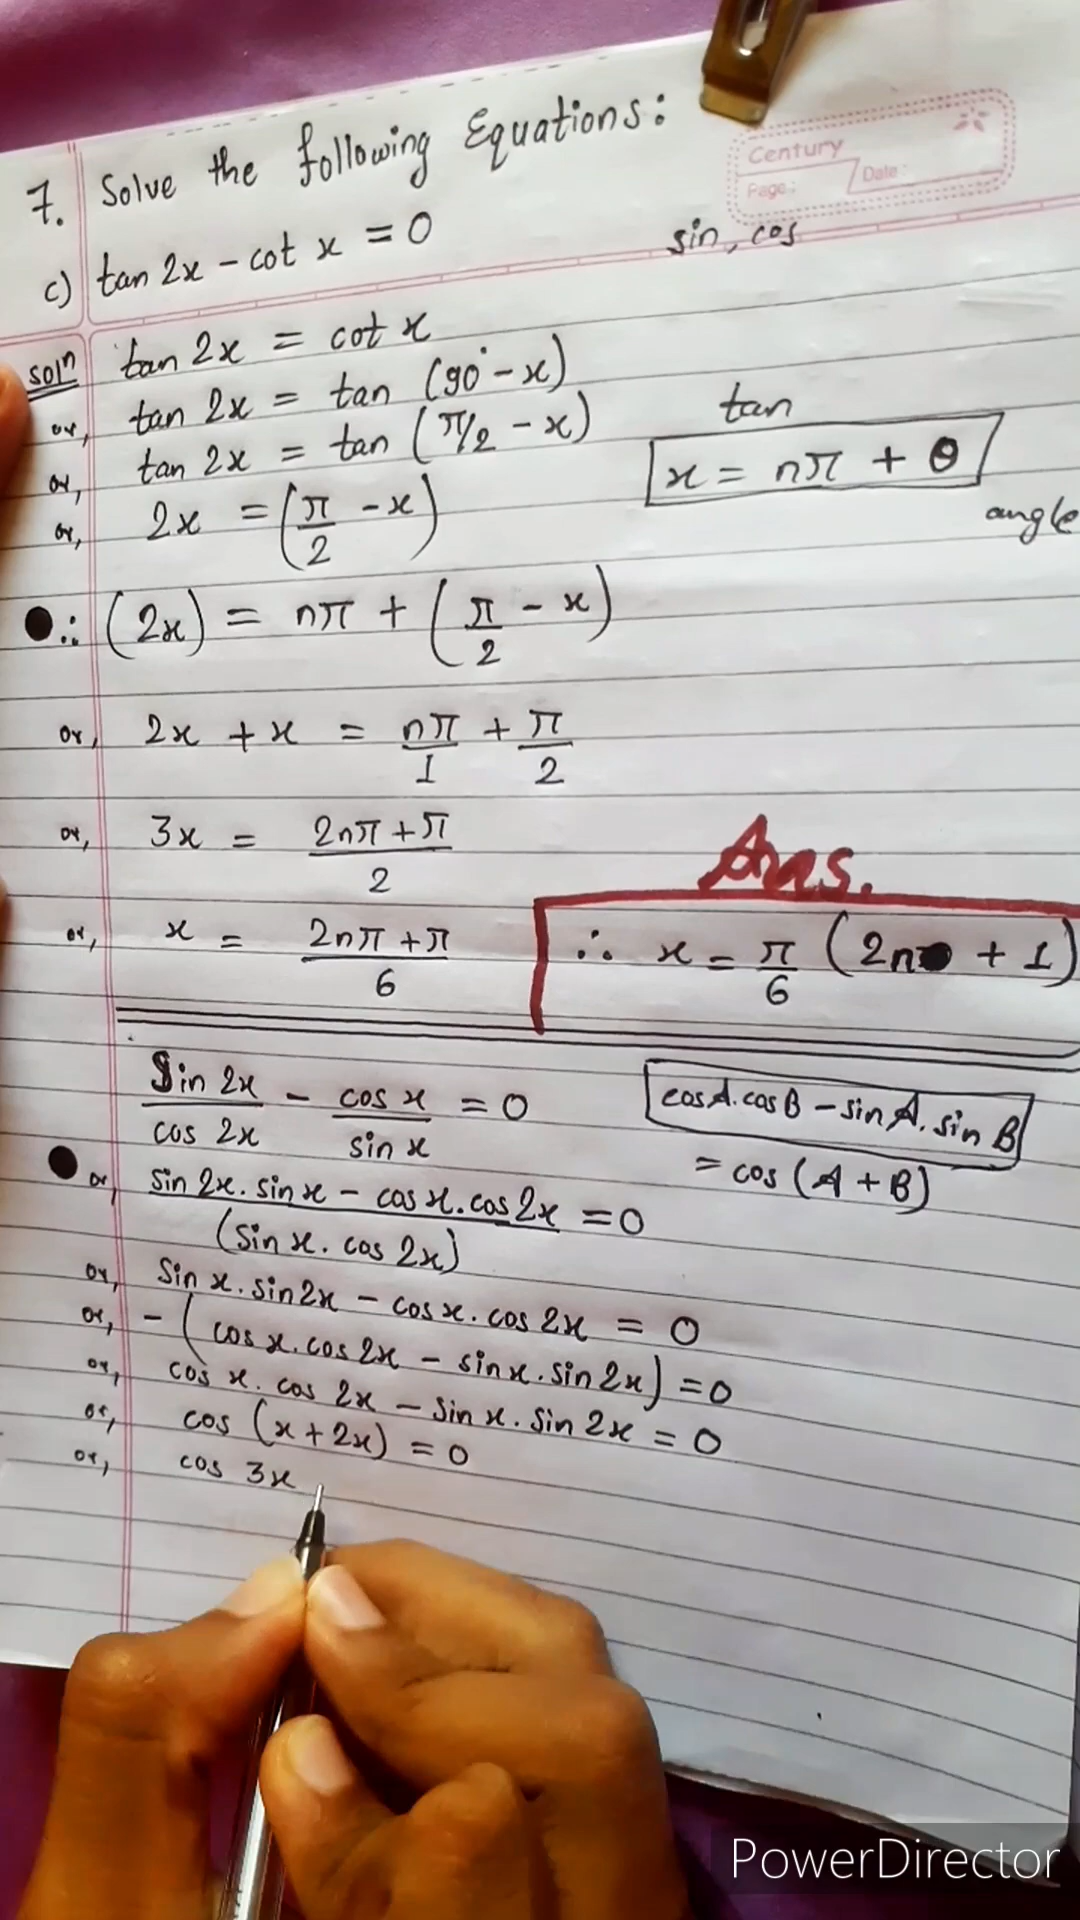 7. Solve the following Equations:
Century
Page: Date:
c) tan 2x - cot x = 0
sin, cos
solⁿ tan 2x = cot x
or, tan 2x = tan (90° - x)
or, tan 2x = tan (π/2 - x)
tan
x = nπ + θ
angle
or, 2x = (π/2 - x)
∴ (2x) = nπ + (π/2 - x)
or, 2x + x = nπ/1 + π/2
or, 3x = 2nπ + π/2
Ans.
or, x = 2nπ + π/6
∴ x = π/6 (2n + 1)
Sin 2x/cos 2x - cos x/sin x = 0
cosA.cosB - sinA.sinB
= cos (A + B)
or, sin 2x. sin x - cos x. cos 2x/(sin x. cos 2x) = 0
or, Sin x. sin 2x - cos x. cos 2x = 0
or, - (cos x. cos 2x - sin x. sin 2x) = 0
or, cos x. cos 2x - Sin x. Sin 2x = 0
or, cos (x + 2x) = 0
or, cos 3x
PowerDirector